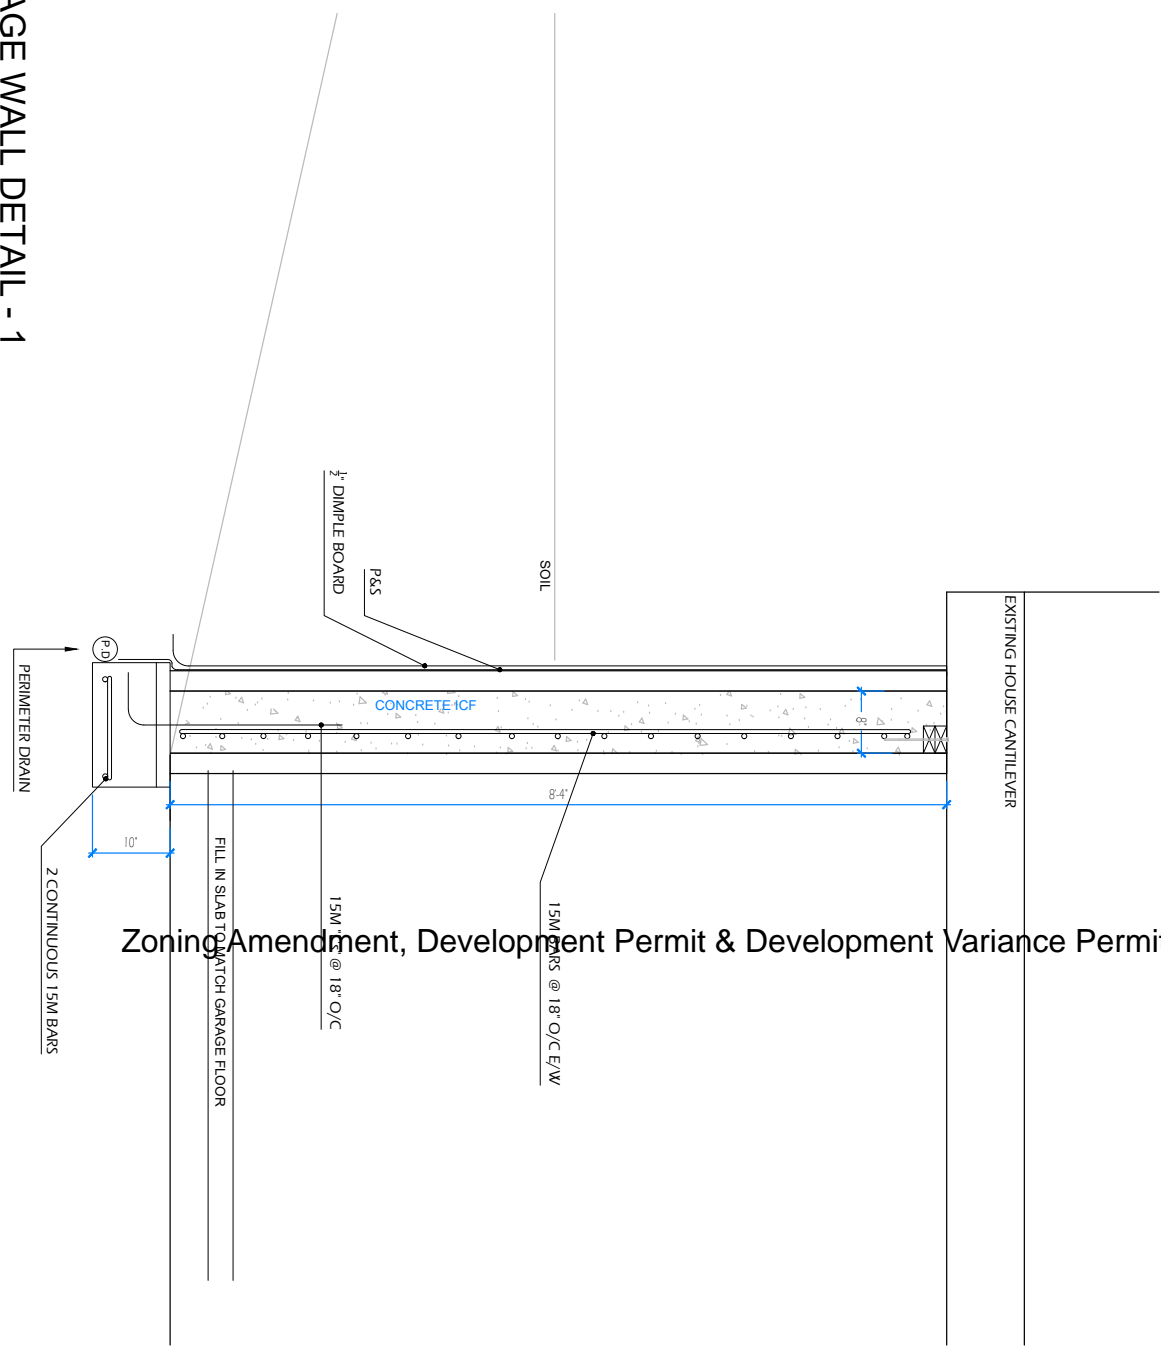 AGE WALL DETAIL - 1
EXISTING HOUSE CANTILEVER
SOIL
P&S
½" DIMPLE BOARD
CONCRETE ICF
8"
8'-4"
10"
P.D
PERIMETER DRAIN
2 CONTINUOUS 15M BARS
FILL IN SLAB TO MATCH GARAGE FLOOR
15M @ 18" O/C
15M BARS @ 18" O/C E/W
Zoning Amendment, Development Permit & Development Variance Permit